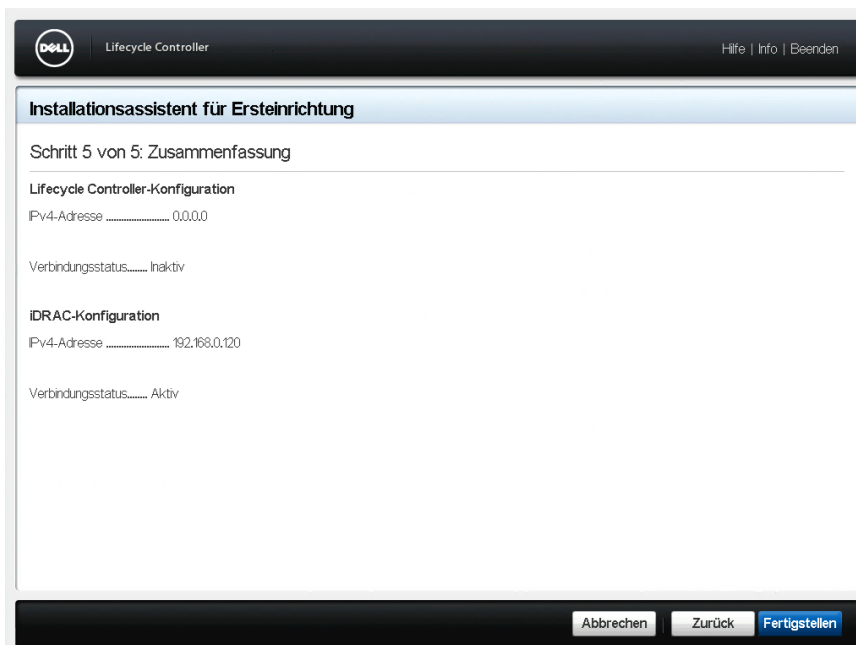 DELL
Lifecycle Controller
Hilfe | Info | Beenden
Installationsassistent für Ersteinrichtung
Schritt 5 von 5: Zusammenfassung
Lifecycle Controller-Konfiguration
IPv4-Adresse ........................ 0.0.0.0
Verbindungsstatus........ Inaktiv
iDRAC-Konfiguration
IPv4-Adresse ........................ 192.168.0.120
Verbindungsstatus........ Aktiv
Abbrechen | Zurück Fertigstellen